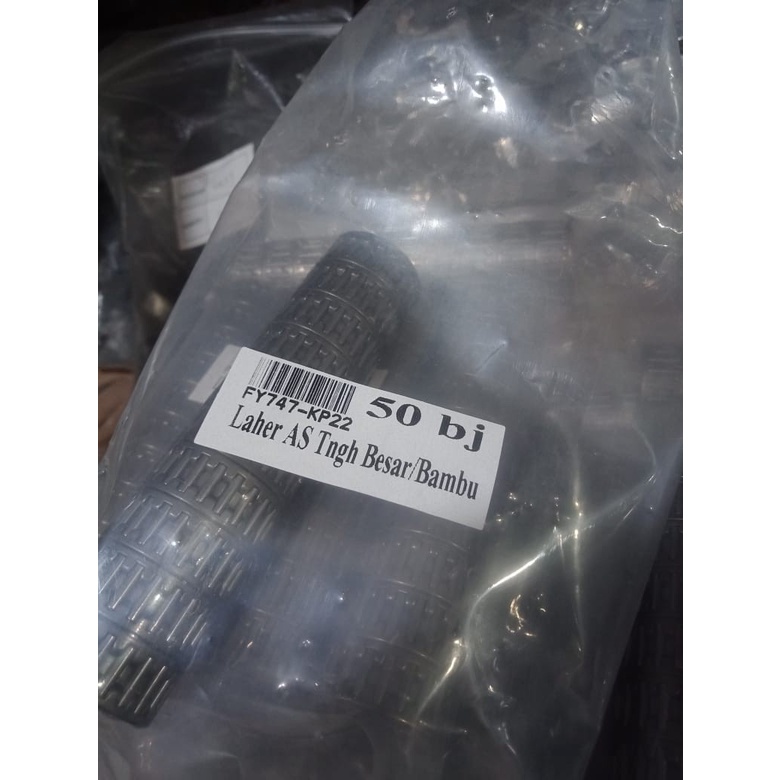 FY747-KP22 50 bj
Laher AS Tngh Besar/Bambu